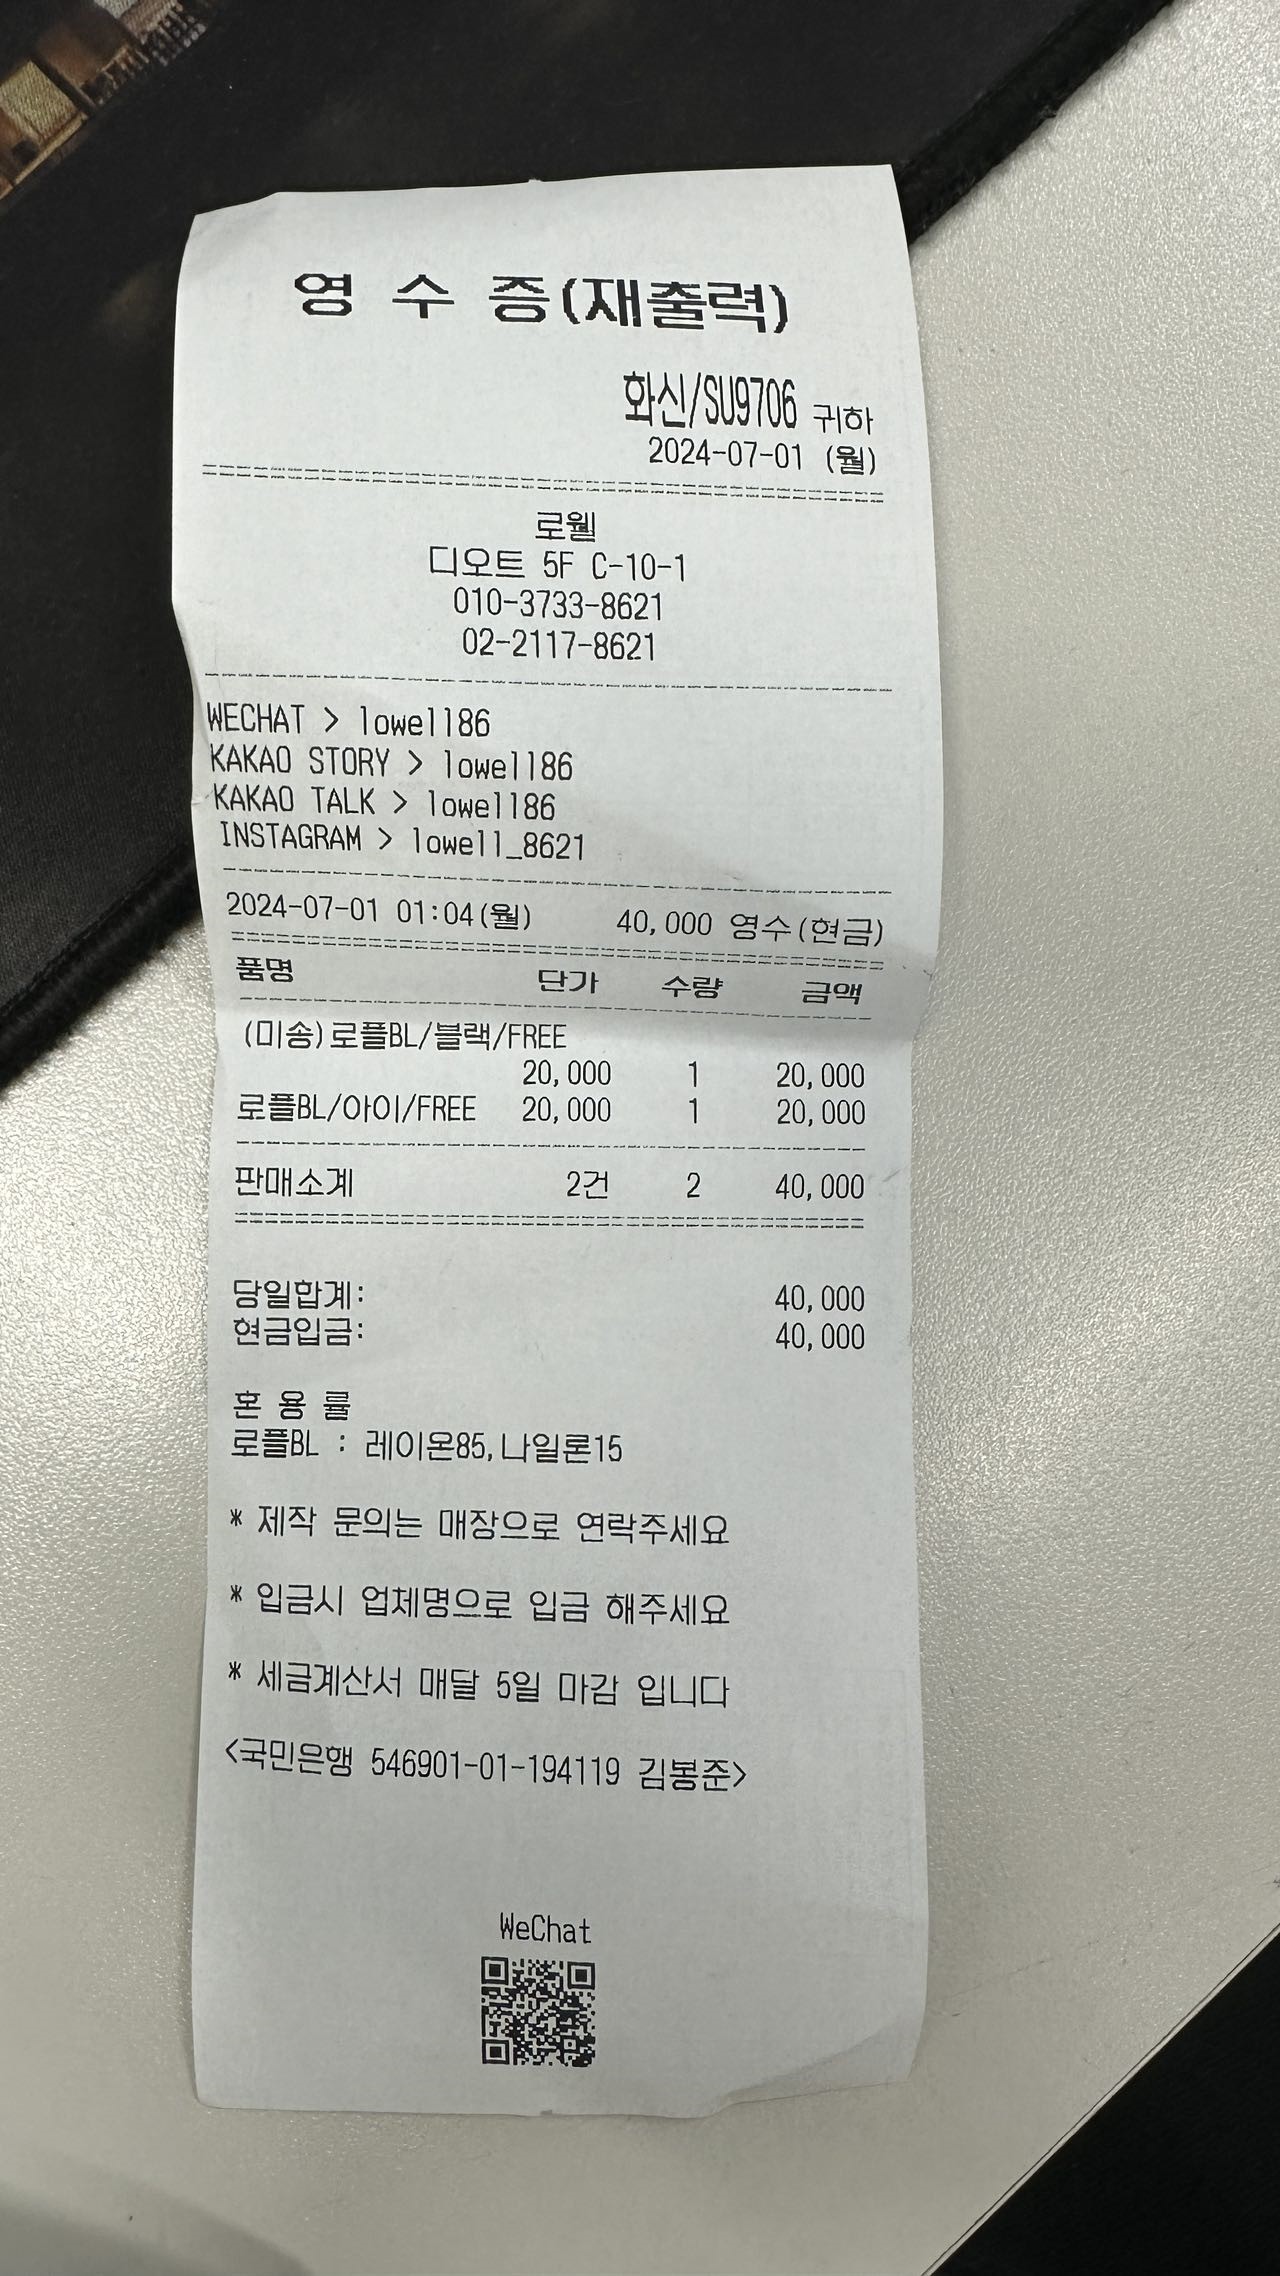 영 수 증(재출력)
화신/SU9706 귀하
2024-07-01 (월)
로웰
디오트 5F C-10-1
010-3733-8621
02-2117-8621
WECHAT > lowell86
KAKAO STORY > lowell86
KAKAO TALK > lowell86
INSTAGRAM > lowell_8621
2024-07-01 01:04(월) 40,000 영수(현금)
품명 단가 수량 금액
(미송)로플BL/블랙/FREE
20,000 1 20,000
로플BL/아이/FREE 20,000 1 20,000
판매소계 2건 2 40,000
당일합계: 40,000
현금입금: 40,000
혼 용 률
로플BL : 레이온85,나일론15
* 제작 문의는 매장으로 연락주세요
* 입금시 업체명으로 입금 해주세요
* 세금계산서 매달 5일 마감 입니다
<국민은행 546901-01-194119 김봉준>
WeChat